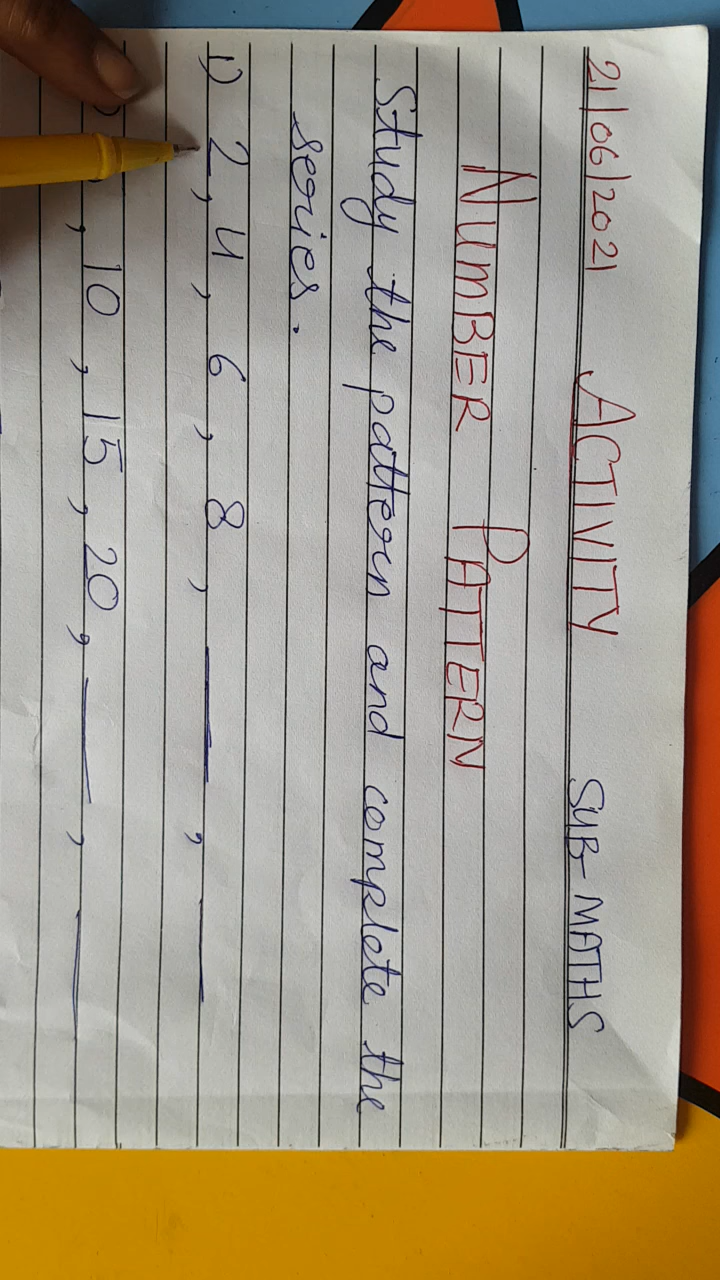 21/06/2021 ACTIVITY SUB-MATHS
NUMBER PATTERN
Study the pattern and complete the
series.
1) 2, 4, 6, 8, ___, ___
, 10, 15, 20, ___, ___